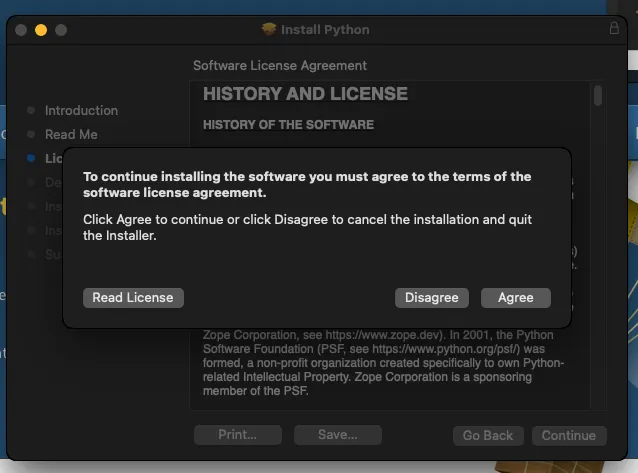 Install Python
Software License Agreement
HISTORY AND LICENSE
HISTORY OF THE SOFTWARE
Introduction
Read Me
To continue installing the software you must agree to the terms of the
software license agreement.
Click Agree to continue or click Disagree to cancel the installation and quit
the Installer.
Read License
Disagree
Agree
Zope Corporation, see https://www.zope.dev). In 2001, the Python
Software Foundation (PSF, see https://www.python.org/psf/) was
formed, a non-profit organization created specifically to own Python-
related Intellectual Property. Zope Corporation is a sponsoring
member of the PSF.
Print...
Save...
Go Back
Continue